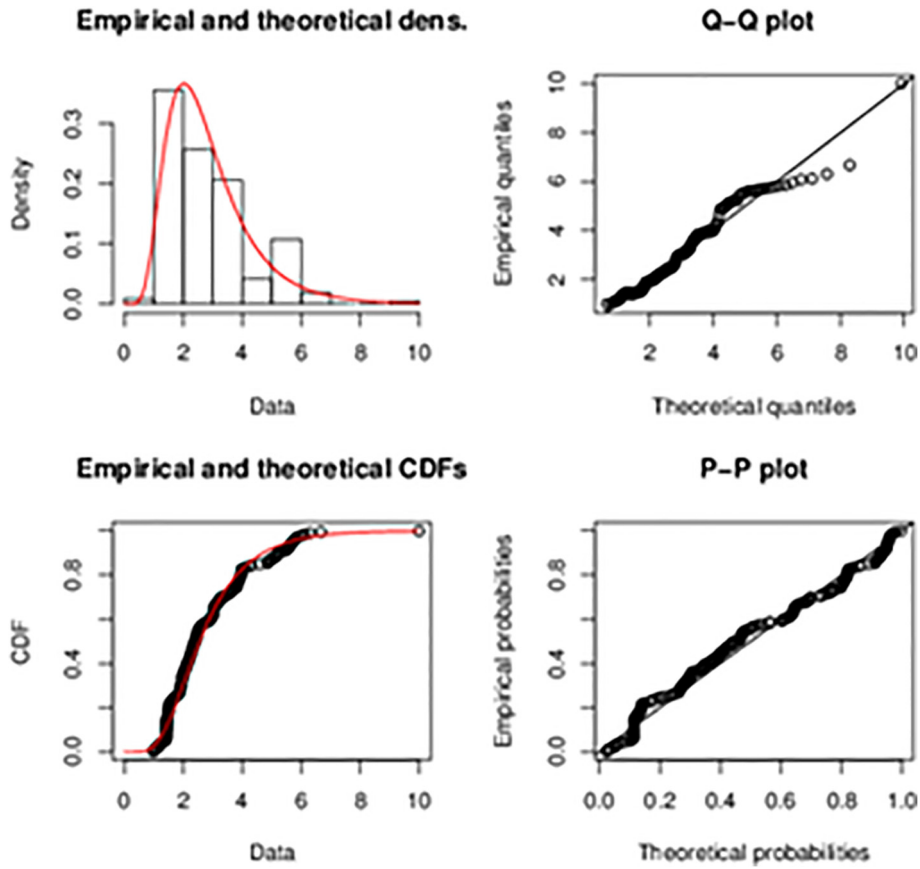 Empirical and theoretical dens.
Density
0.0 0.1 0.2 0.3
0 2 4 6 8 10
Data
Q-Q plot
Empirical quantiles
2 4 6 8 10
2 4 6 8 10
Theoretical quantiles
Empirical and theoretical CDFs
CDF
0.0 0.4 0.8
0 2 4 6 8 10
Data
P-P plot
Empirical probabilities
0.0 0.4 0.8
0.0 0.2 0.4 0.6 0.8 1.0
Theoretical probabilities